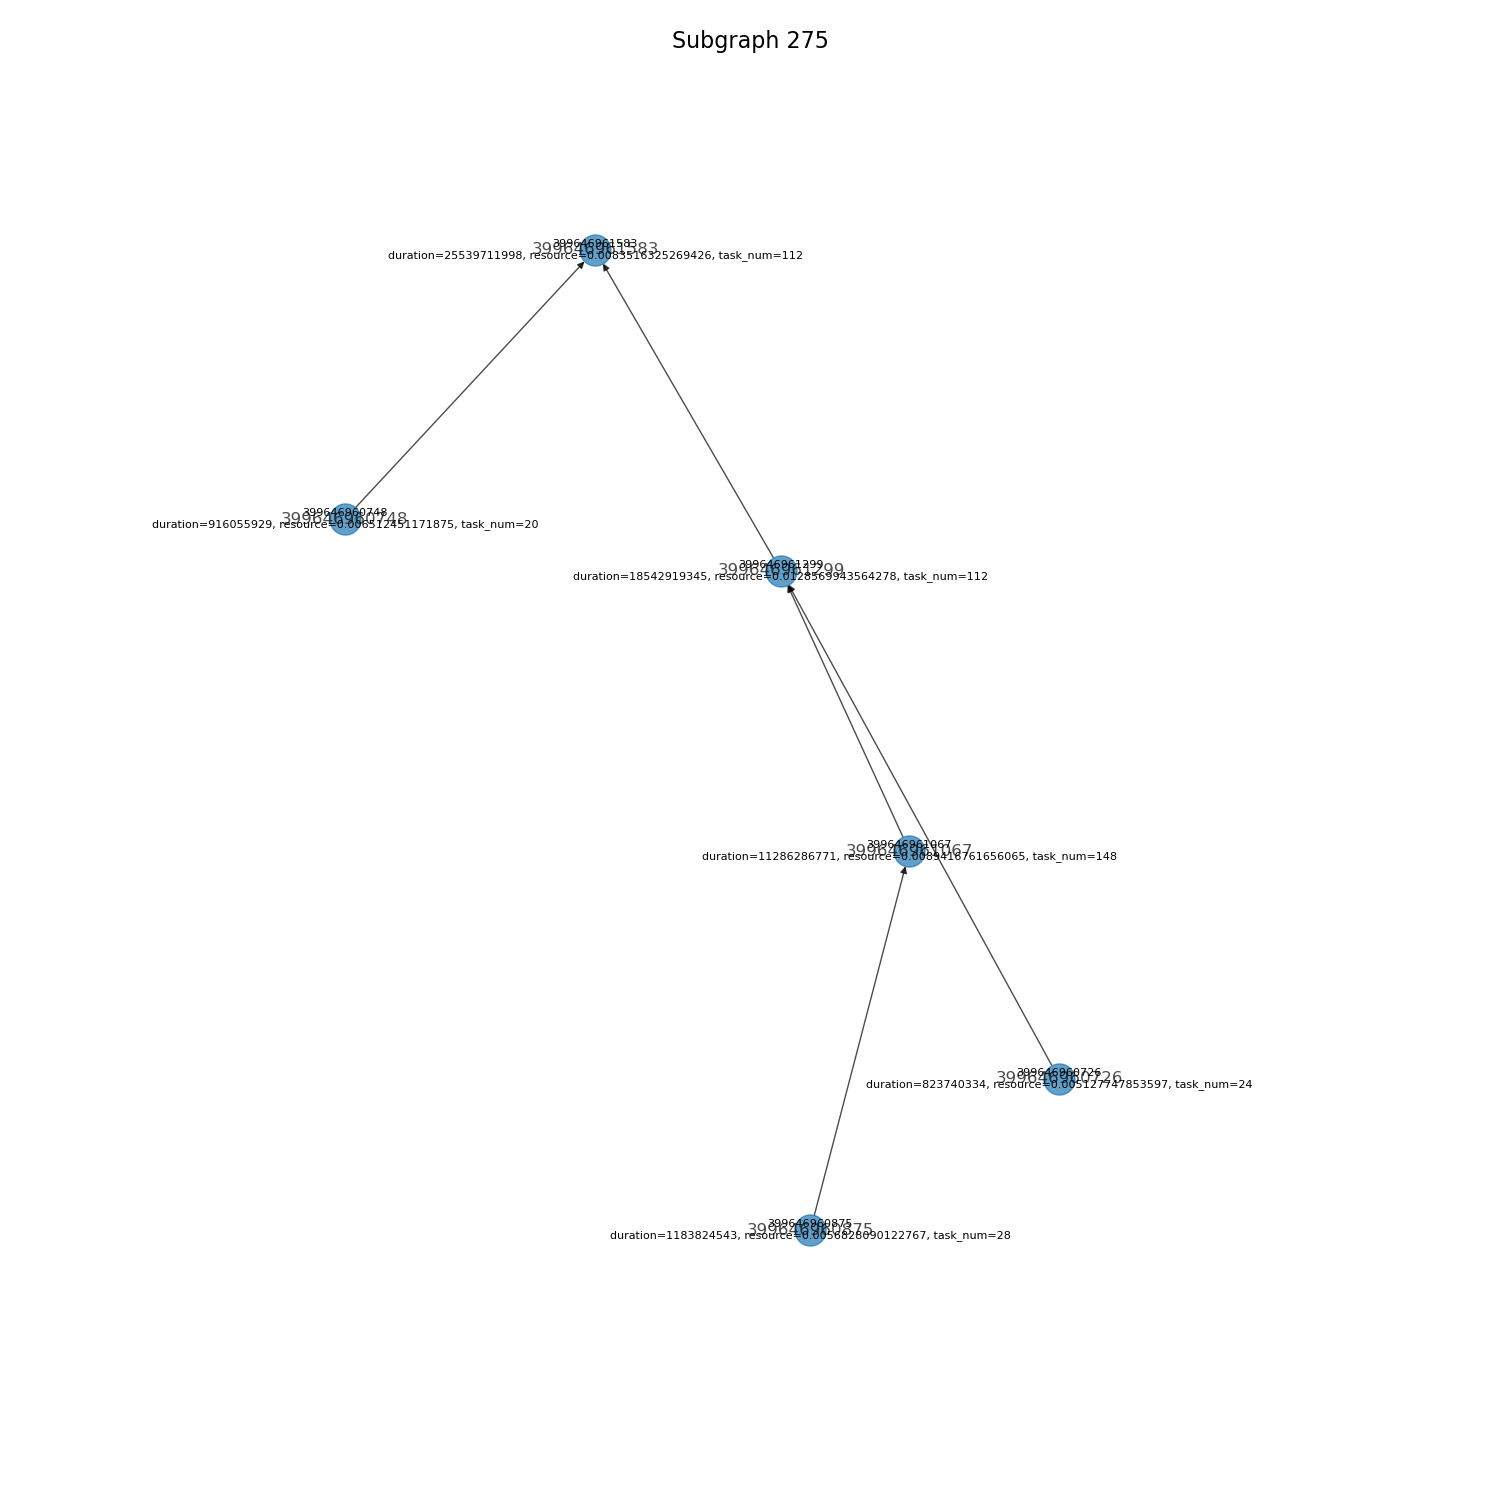 Subgraph 275
399646961583
399646961583
duration=25539711998, resource=0.0083516325269426, task_num=112
399646960748
399646960748
duration=916055929, resource=0.006512451171875, task_num=20
399646961299
399646961299
duration=18542919345, resource=0.0128569943564278, task_num=112
399646961067
399646961067
duration=11286286771, resource=0.0089416761656065, task_num=148
399646960726
399646960726
duration=823740334, resource=0.005127747853597, task_num=24
399646960875
399646960875
duration=1183824543, resource=0.0056828090122767, task_num=28